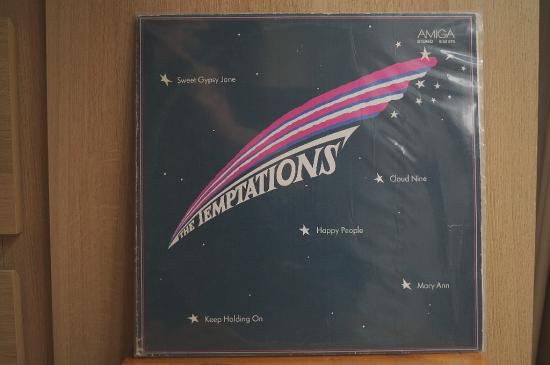 AMIGA
STEREO
Sweet Gypsy Jane
THE TEMPTATIONS
Cloud Nine
Happy People
Mary Ann
Keep Holding On